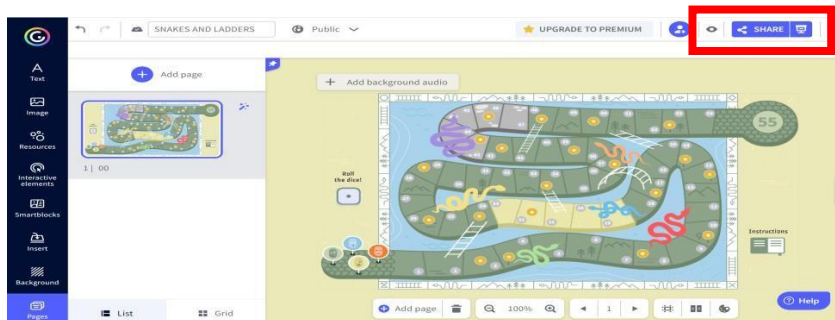 SNAKES AND LADDERS
Public
UPGRADE TO PREMIUM
SHARE
Text
Image
Resources
Interactive
elements
Smartblocks
Insert
Background
Pages
Add page
1 | 00
List
Grid
+ Add background audio
Roll
the dice!
55
Instructions
Add page
100%
1
? Help